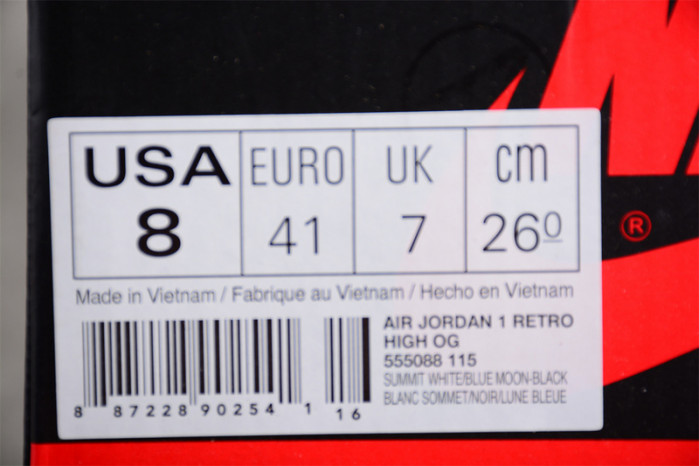 USA EURO UK cm
8 41 7 26º
Made in Vietnam / Fabrique au Vietnam / Hecho en Vietnam
AIR JORDAN 1 RETRO
HIGH OG
555088 115
SUMMIT WHITE/BLUE MOON-BLACK
BLANC SOMMET/NOIR/LUNE BLEUE
8 87228 90254 1 16
®